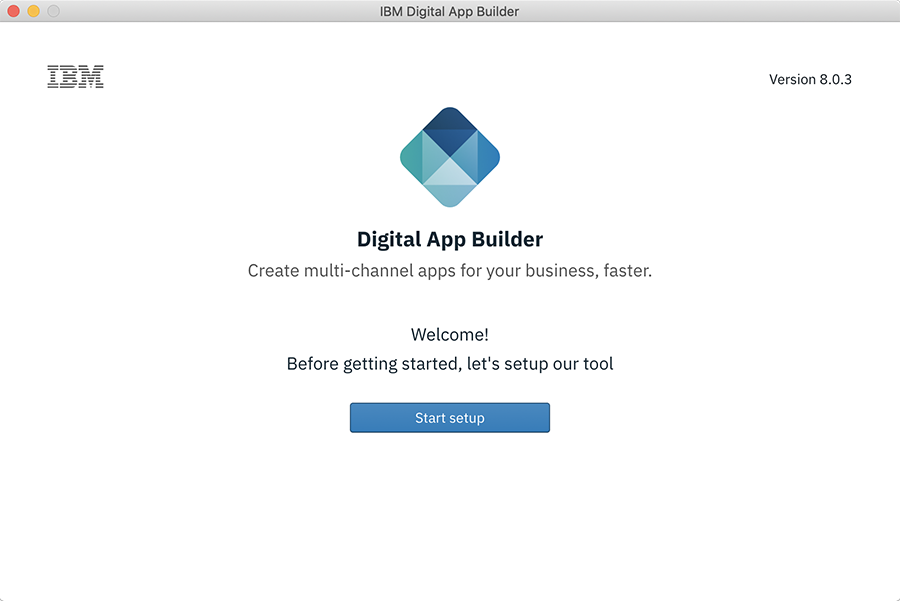 IBM Digital App Builder
IBM
Version 8.0.3
Digital App Builder
Create multi-channel apps for your business, faster.
Welcome!
Before getting started, let's setup our tool
Start setup